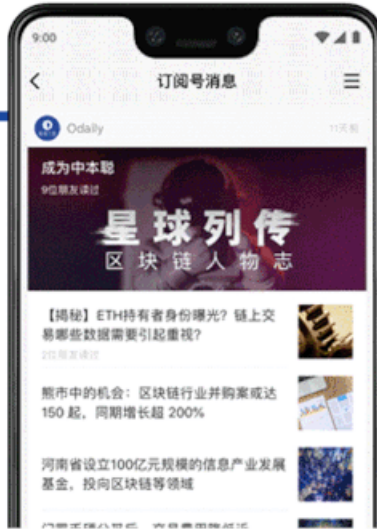 9:00
订阅号消息
Odaily
11天前
成为中本聪
9位朋友读过
星球列传
区块链人物志
【揭秘】ETH持有者身份曝光?链上交
易哪些数据需要引起重视?
2位朋友读过
熊市中的机会:区块链行业并购案或达
150 起,同期增长超 200%
河南省设立100亿元规模的信息产业发展
基金,投向区块链等领域